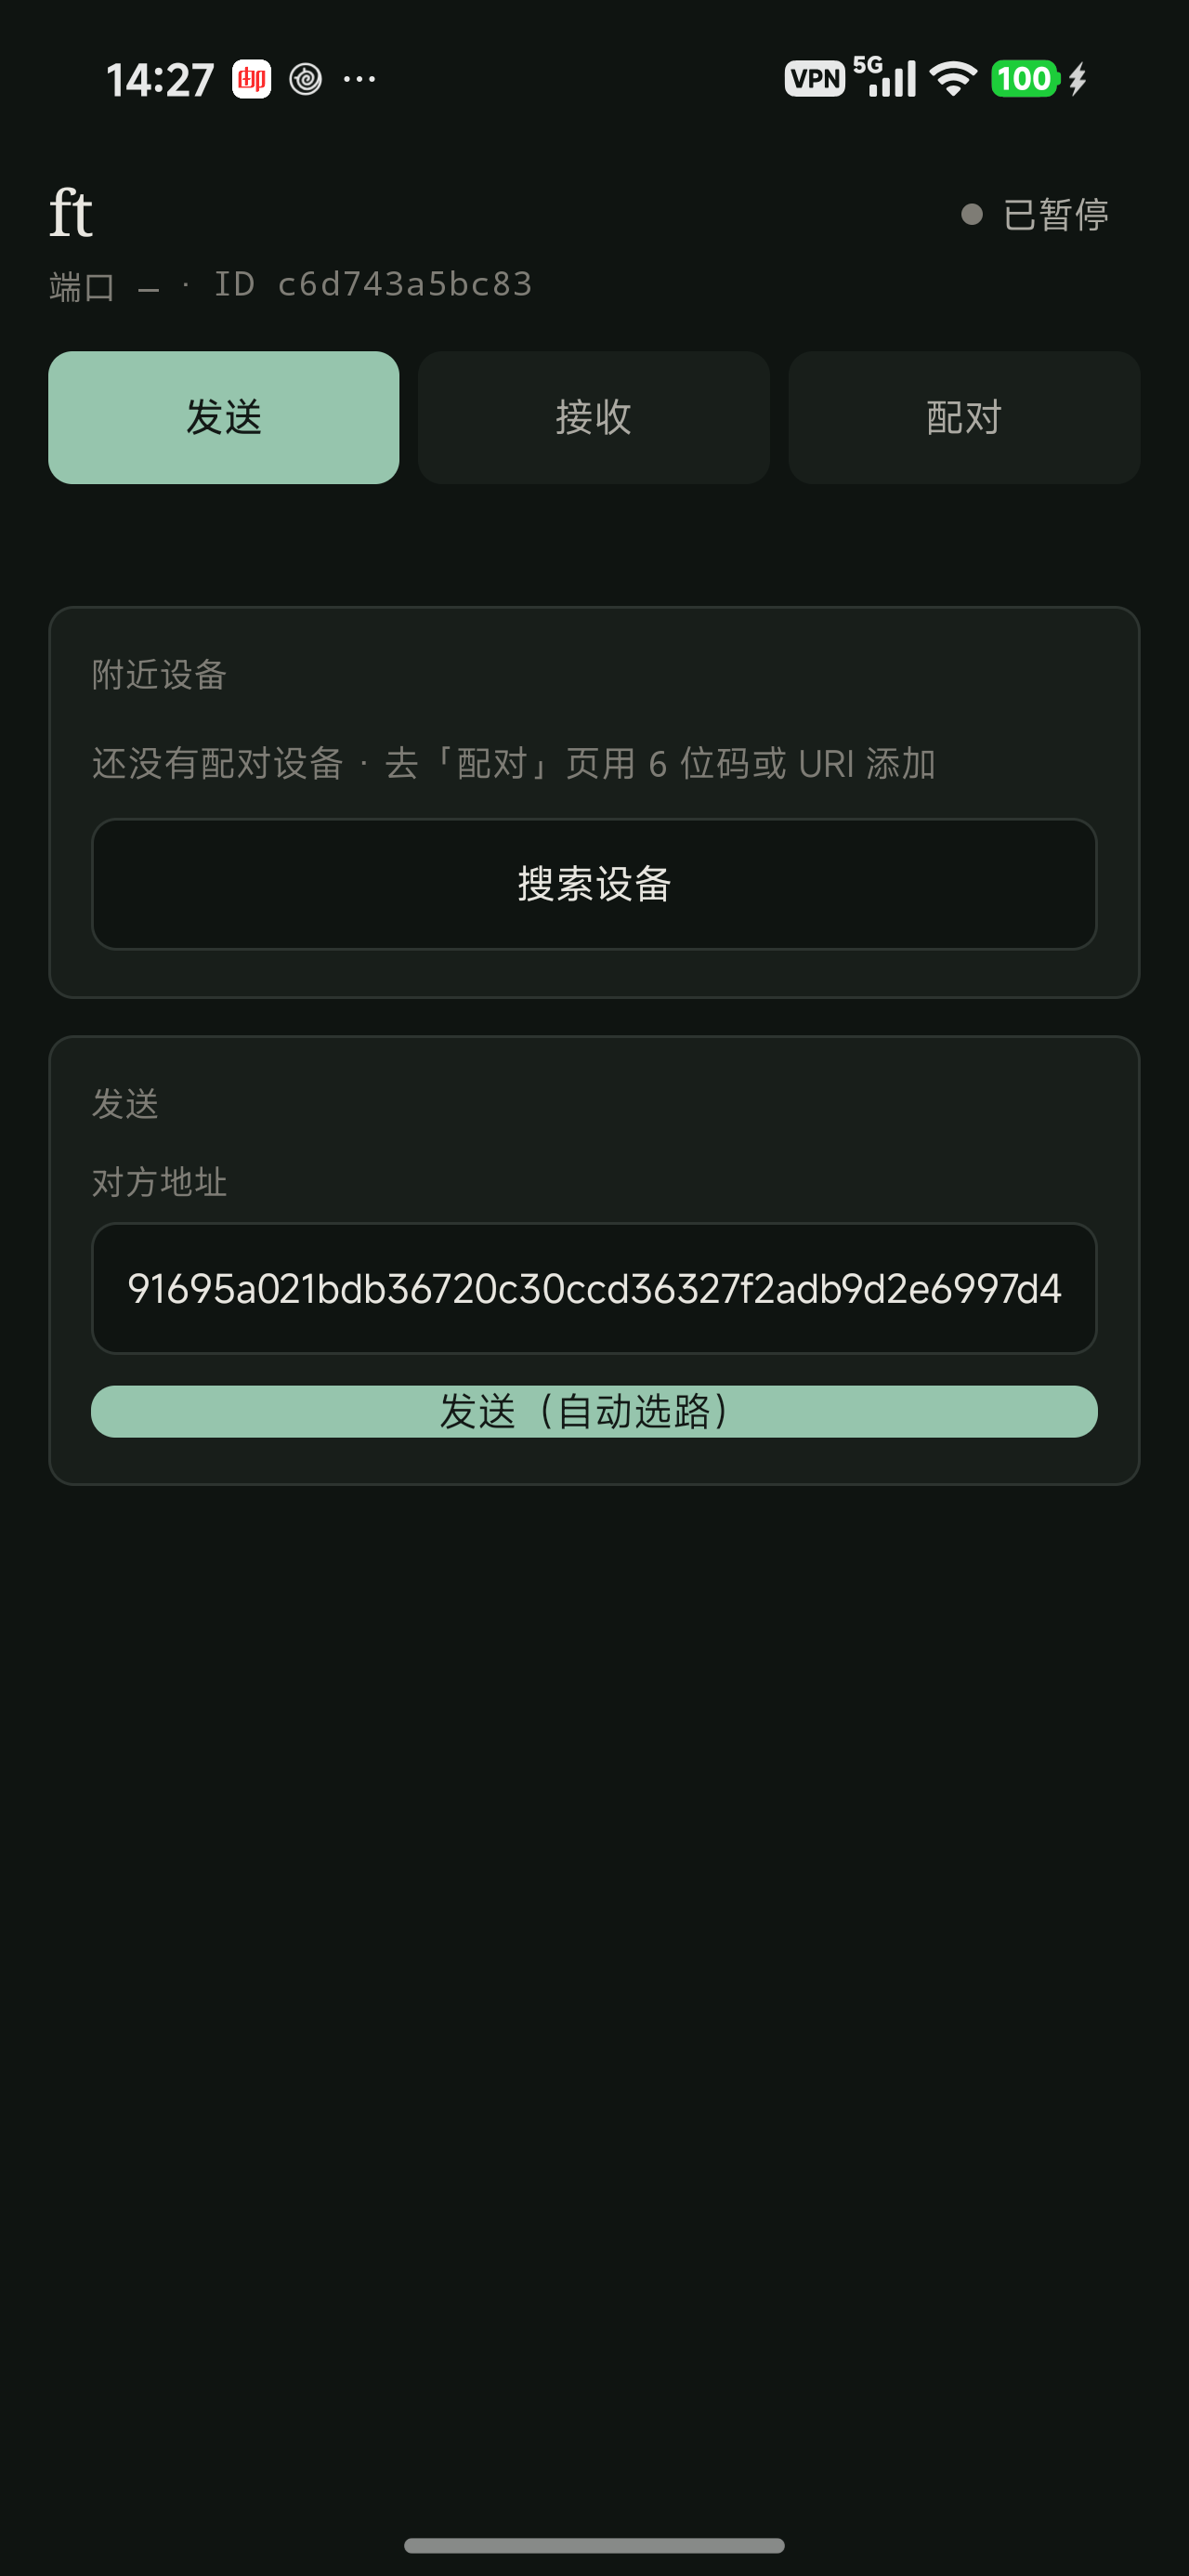 14:27 邮 ... VPN 5G 100
ft
已暂停
端口 — · ID c6d743a5bc83
发送 接收 配对
附近设备
还没有配对设备 · 去「配对」页用 6 位码或 URI 添加
搜索设备
发送
对方地址
91695a021bdb36720c30ccd36327f2adb9d2e6997d4
发送（自动选路）